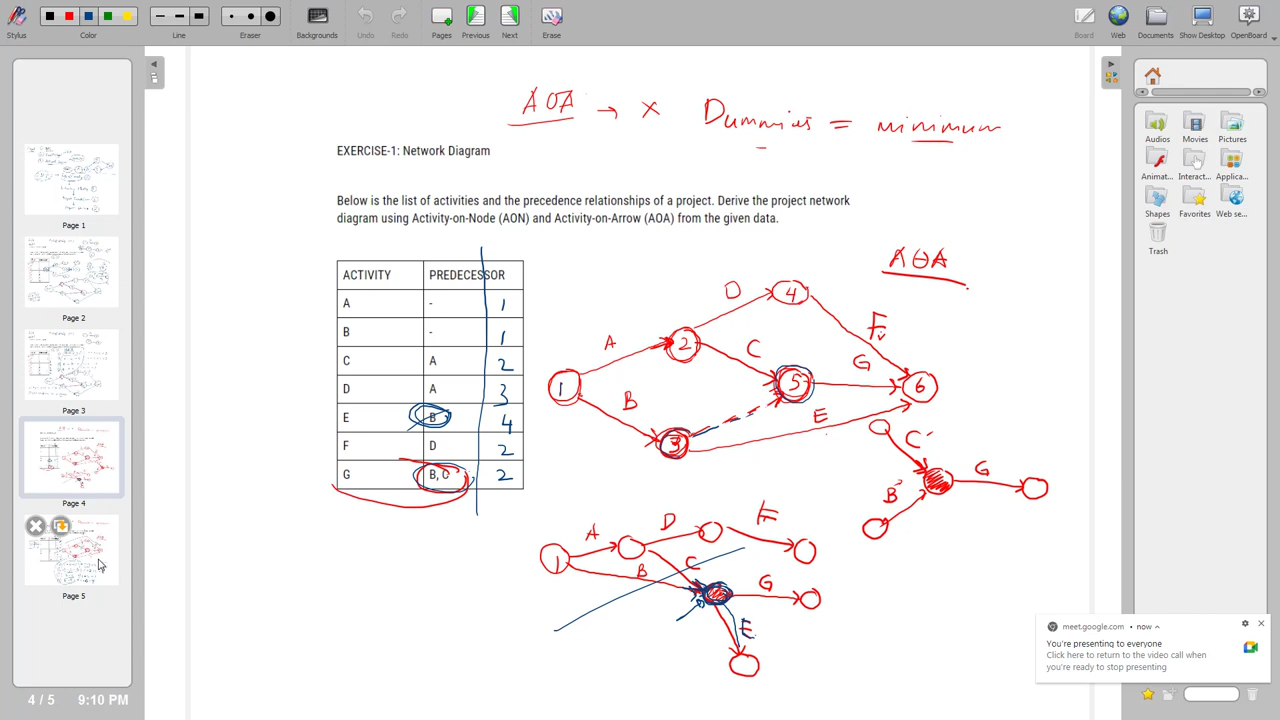 Stylus
Color
Line
Eraser
Backgrounds
Undo
Redo
Pages
Previous
Next
Erase
Board
Web
Documents
Show Desktop
OpenBoard
AOA → X Dummies = minimum
EXERCISE-1: Network Diagram
Below is the list of activities and the precedence relationships of a project. Derive the project network
diagram using Activity-on-Node (AON) and Activity-on-Arrow (AOA) from the given data.
ACTIVITY PREDECESSOR
A - 1
B - 1
C A 2
D A 3
E B 4
F D 2
G B, C 2
AOA
D 4
A 2 C F
1 G
5 6
B E
3
C
G
B
A D F
1 B C
G
E
Page 1
Page 2
Page 3
Page 4
Page 5
4 / 5 9:10 PM
Audios
Movies
Pictures
Animat...
Interac...
Applica...
Shapes
Favorites
Web se...
Trash
meet.google.com • now
You're presenting to everyone
Click here to return to the video call when
you're ready to stop presenting